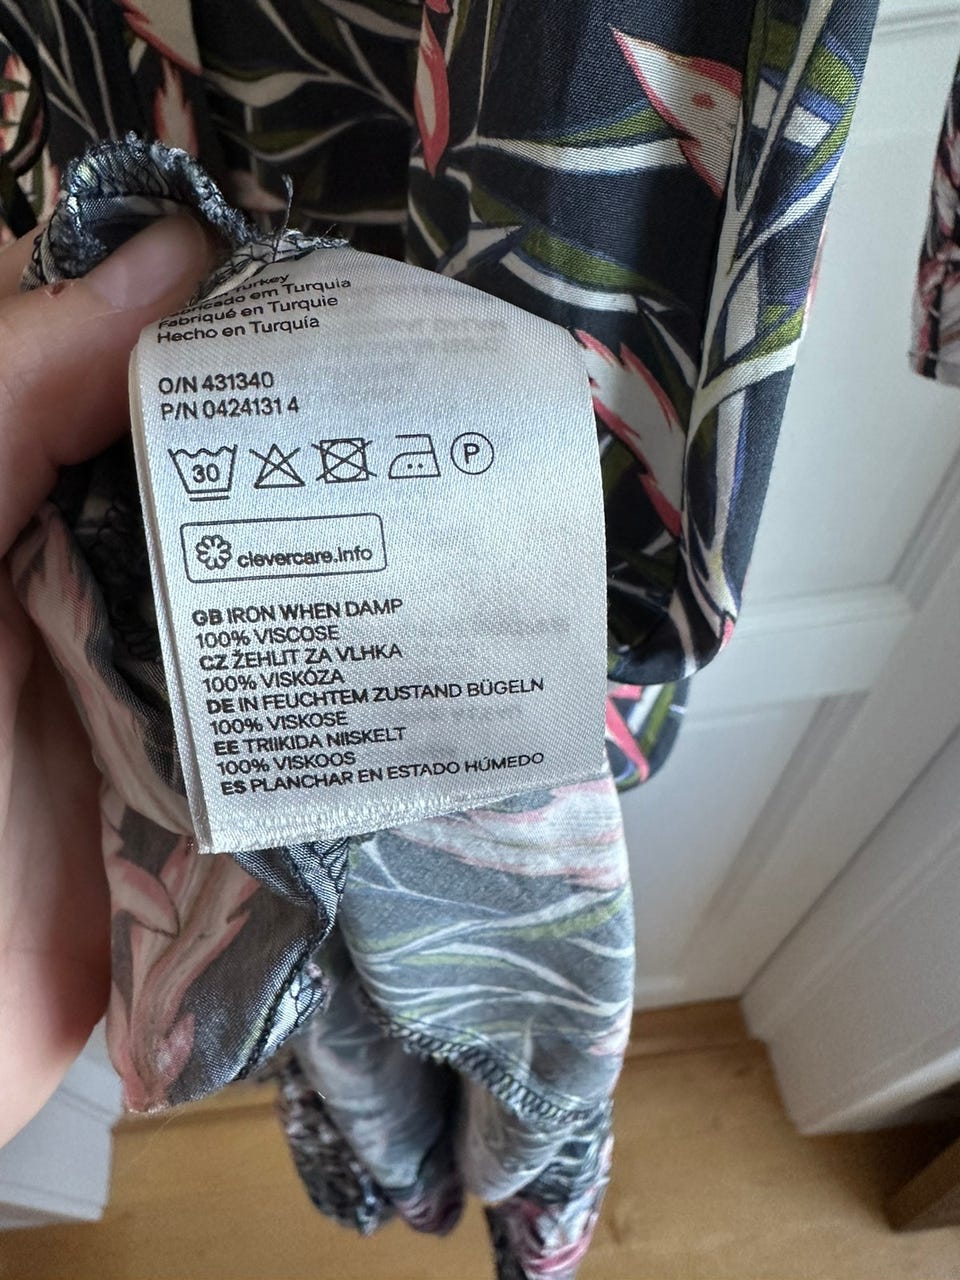 Turkey
Fabricado em Turquia
Fabriqué en Turquie
Hecho en Turquía
O/N 431340
P/N 04241314
30
P
clevercare.info
GB IRON WHEN DAMP
100% VISCOSE
CZ ŽEHLIT ZA VLHKA
100% VISKÓZA
DE IN FEUCHTEM ZUSTAND BÜGELN
100% VISKOSE
EE TRIIKIDA NIISKELT
100% VISKOOS
ES PLANCHAR EN ESTADO HÚMEDO